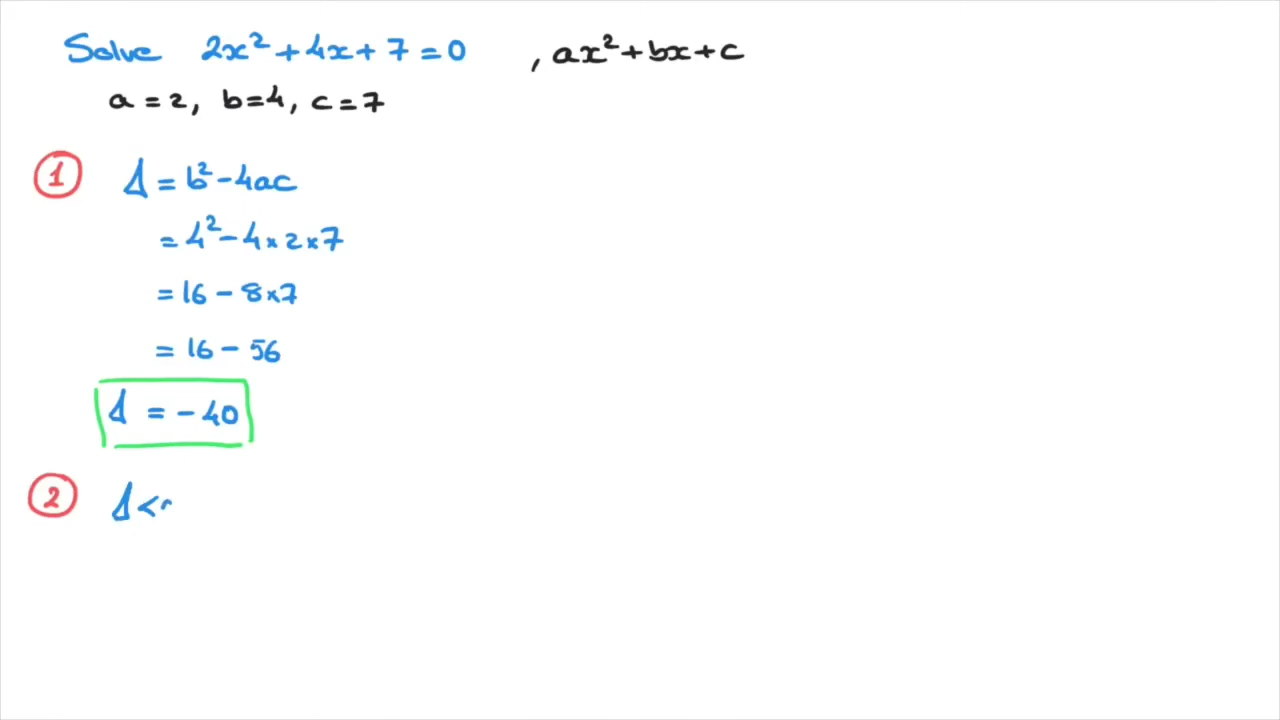 Solve 2x² + 4x + 7 = 0 , ax² + bx + c
a = 2, b = 4, c = 7
1 Δ = b² - 4ac
= 4² - 4 × 2 × 7
= 16 - 8 × 7
= 16 - 56
Δ = - 40
2 Δ <